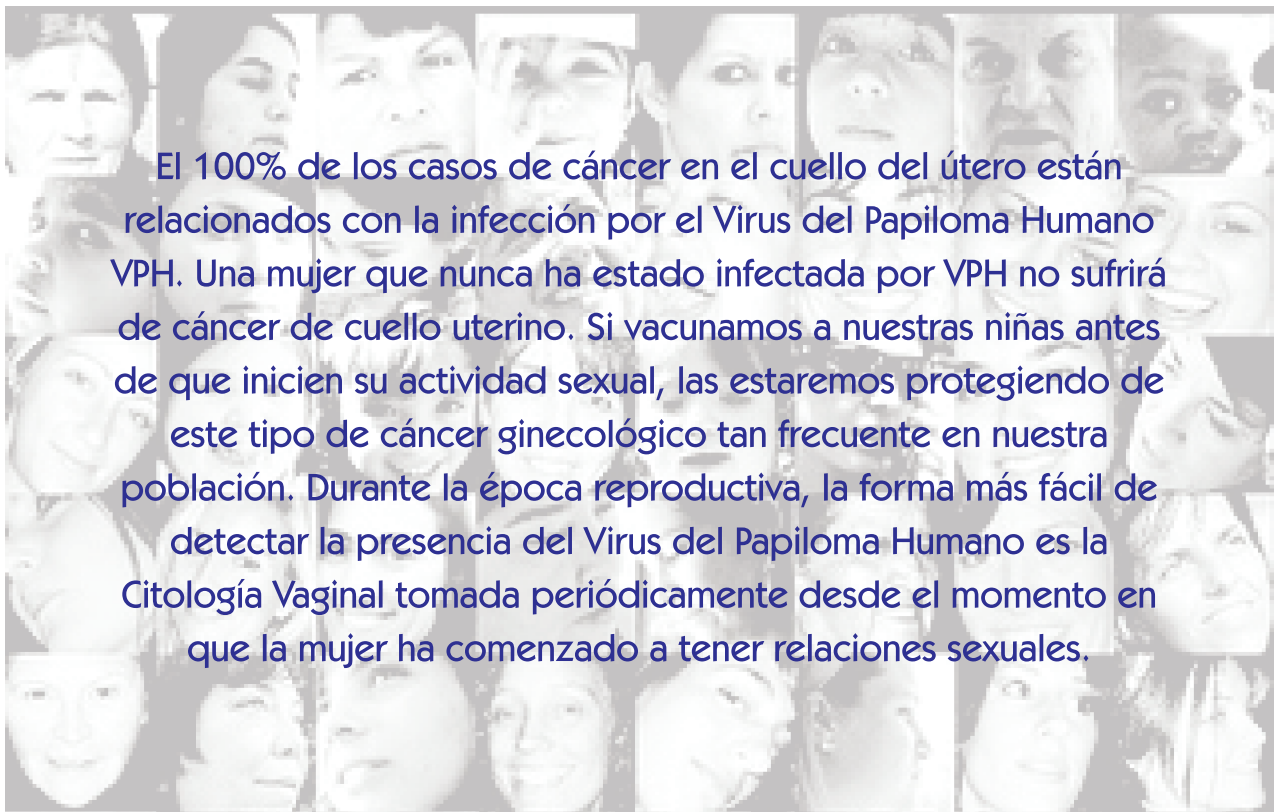 El 100% de los casos de cáncer en el cuello del útero están
relacionados con la infección por el Virus del Papiloma Humano
VPH. Una mujer que nunca ha estado infectada por VPH no sufrirá
de cáncer de cuello uterino. Si vacunamos a nuestras niñas antes
de que inicien su actividad sexual, las estaremos protegiendo de
este tipo de cáncer ginecológico tan frecuente en nuestra
población. Durante la época reproductiva, la forma más fácil de
detectar la presencia del Virus del Papiloma Humano es la
Citología Vaginal tomada periódicamente desde el momento en
que la mujer ha comenzado a tener relaciones sexuales.